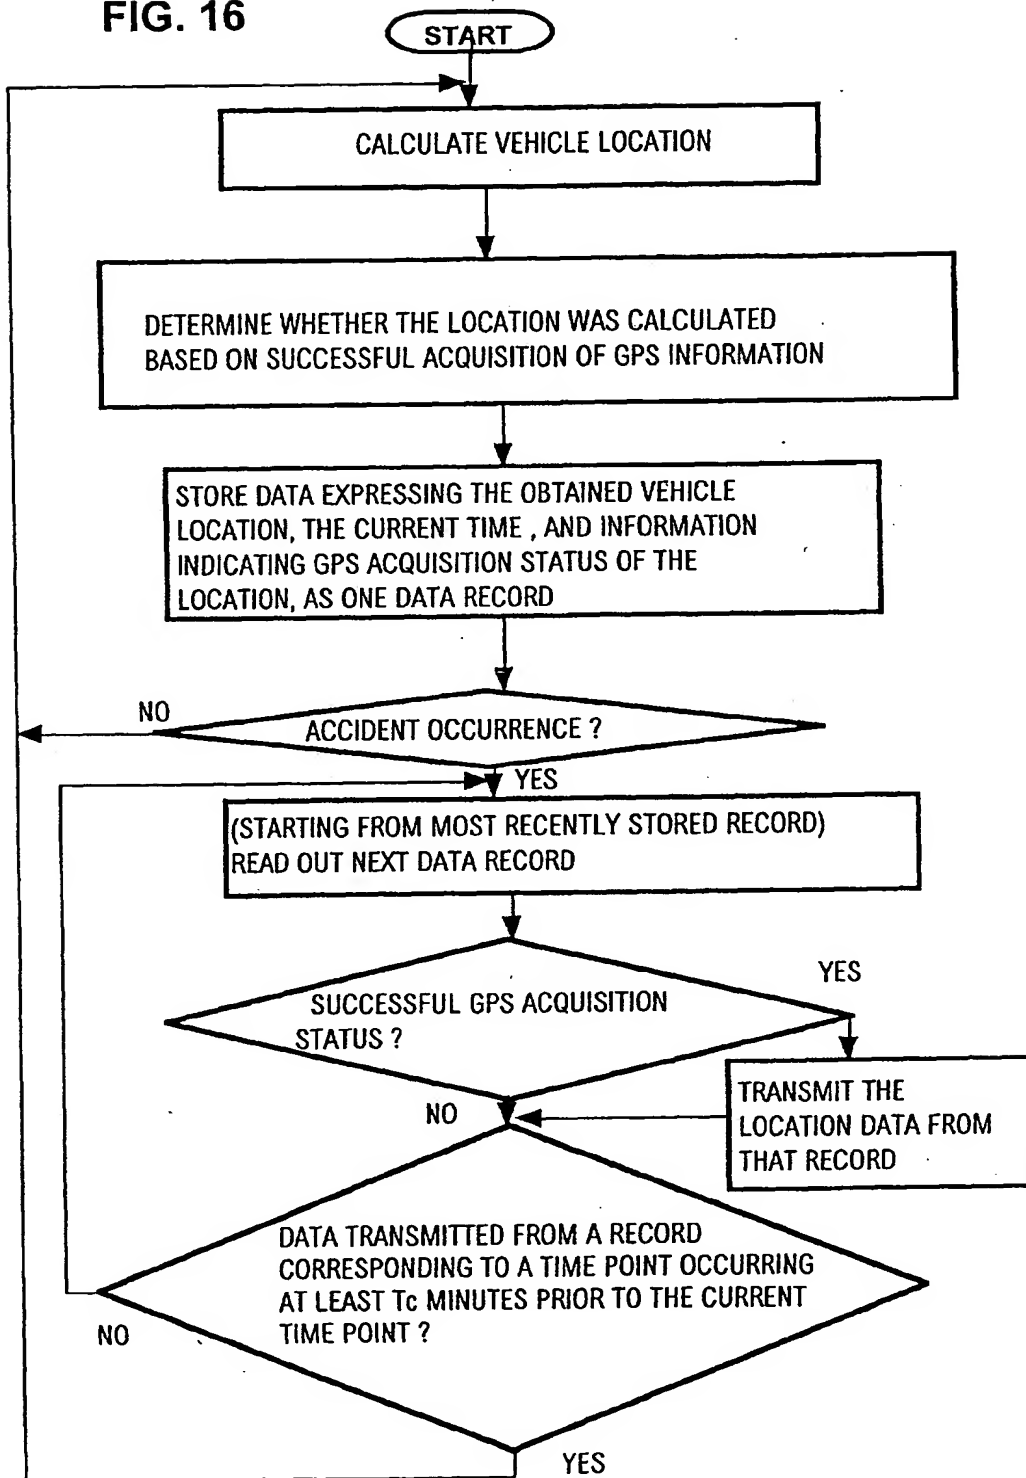 FIG. 16
START
CALCULATE VEHICLE LOCATION
DETERMINE WHETHER THE LOCATION WAS CALCULATED
BASED ON SUCCESSFUL ACQUISITION OF GPS INFORMATION
STORE DATA EXPRESSING THE OBTAINED VEHICLE
LOCATION, THE CURRENT TIME , AND INFORMATION
INDICATING GPS ACQUISITION STATUS OF THE
LOCATION, AS ONE DATA RECORD
NO
ACCIDENT OCCURRENCE ?
YES
(STARTING FROM MOST RECENTLY STORED RECORD)
READ OUT NEXT DATA RECORD
YES
SUCCESSFUL GPS ACQUISITION
STATUS ?
NO
TRANSMIT THE
LOCATION DATA FROM
THAT RECORD
DATA TRANSMITTED FROM A RECORD
CORRESPONDING TO A TIME POINT OCCURRING
AT LEAST Tc MINUTES PRIOR TO THE CURRENT
TIME POINT ?
NO
YES